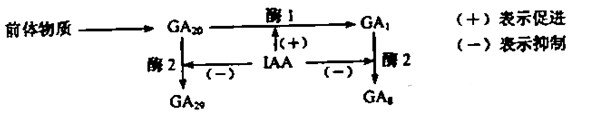 酶1
前体物质 GA₂₀ GA₁ (+)表示促进
(+)
酶2 IAA 酶2 (−)表示抑制
(−) (−)
GA₂₉ GA₈